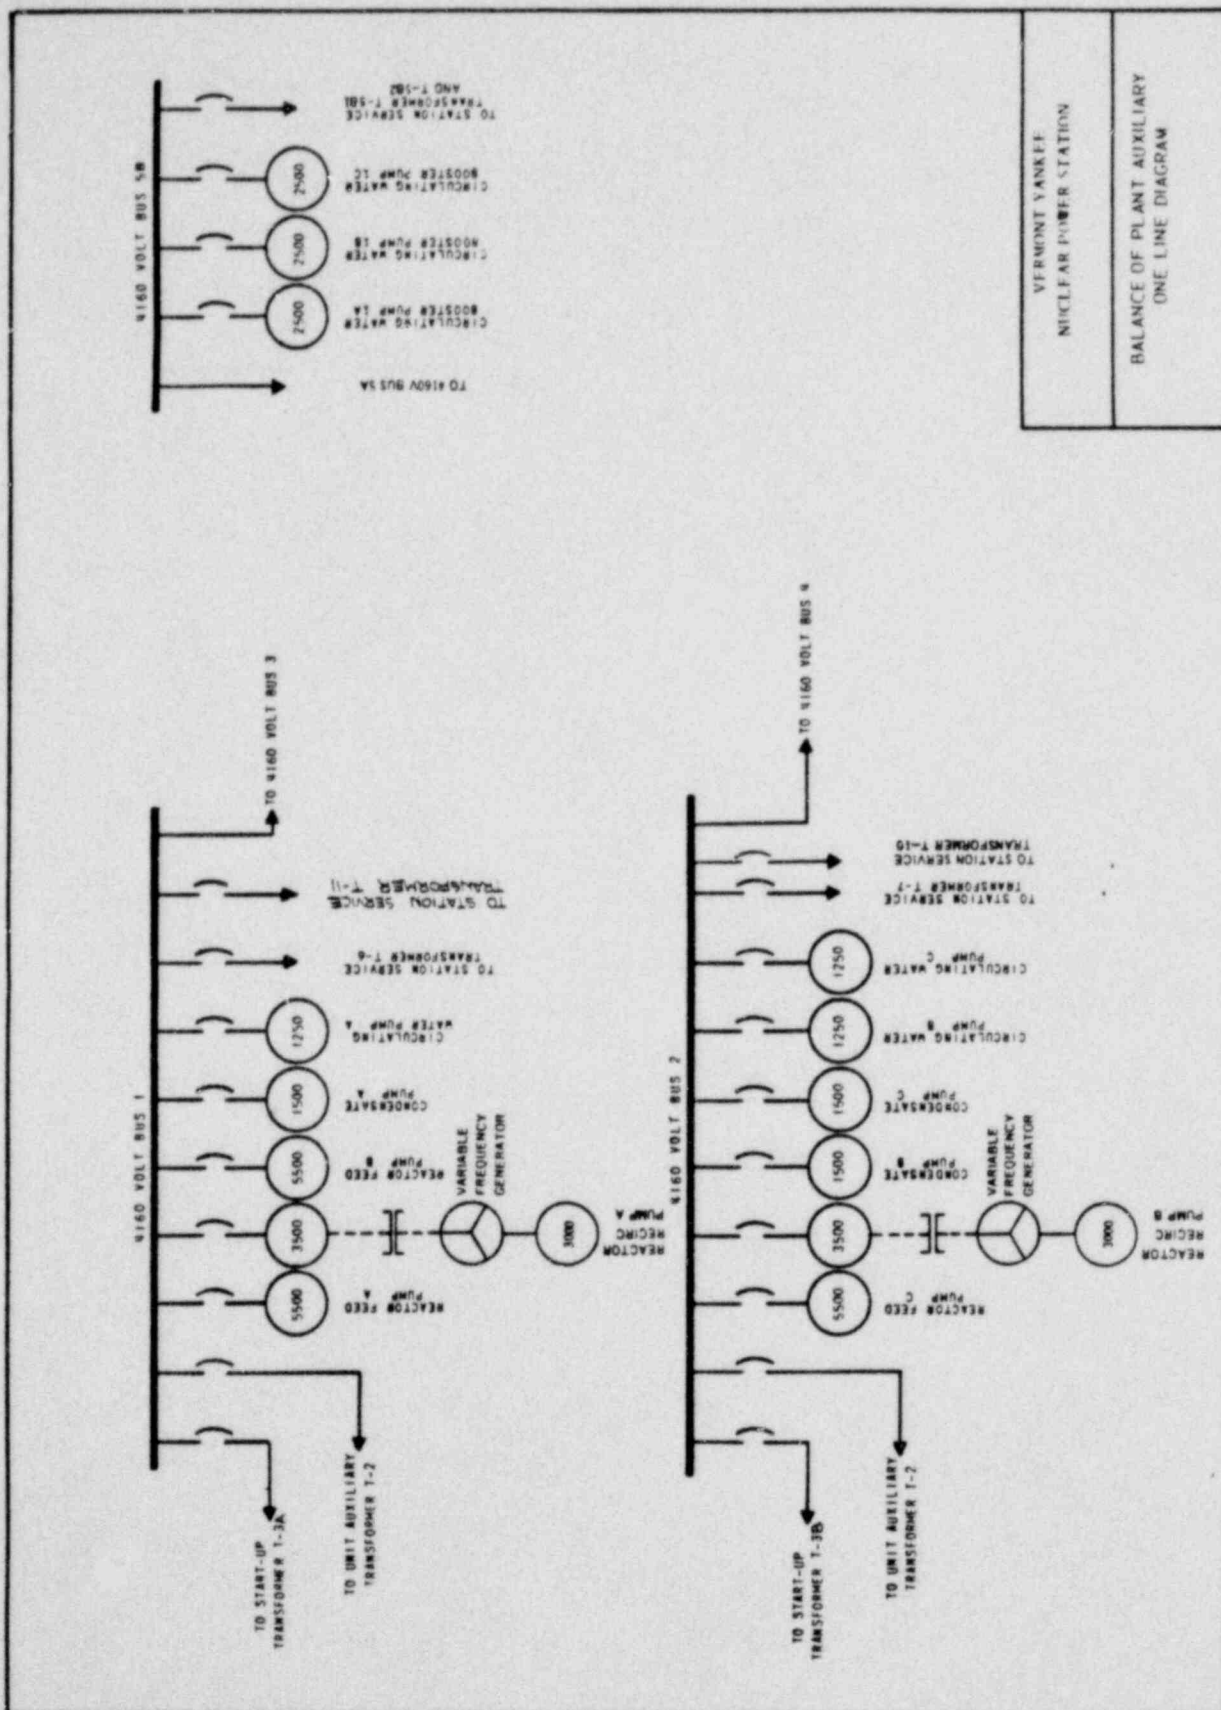 4160 VOLT BUS 1
TO START-UP
TRANSFORMER T-3A
TO UNIT AUXILIARY
TRANSFORMER T-2
5500
REACTOR FEED
PUMP A
3500
VARIABLE
FREQUENCY
GENERATOR
3000
REACTOR
RECIRC
PUMP A
5500
REACTOR FEED
PUMP B
1500
CONDENSATE
PUMP A
1250
CIRCULATING
WATER PUMP A
TO STATION SERVICE
TRANSFORMER T-6
TO STATION SERVICE
TRANSFORMER T-11
TO 4160 VOLT BUS 3
4160 VOLT BUS 5B
TO 4160V BUS 5A
2500
CIRCULATING WATER
BOOSTER PUMP 1A
2500
CIRCULATING WATER
BOOSTER PUMP 1B
2500
CIRCULATING WATER
BOOSTER PUMP 1C
TO STATION SERVICE
TRANSFORMER T-5B1
AND T-5B2
4160 VOLT BUS 2
TO START-UP
TRANSFORMER T-3B
TO UNIT AUXILIARY
TRANSFORMER T-2
5500
REACTOR FEED
PUMP C
3500
VARIABLE
FREQUENCY
GENERATOR
3000
REACTOR
RECIRC
PUMP B
1500
CONDENSATE
PUMP B
1500
CONDENSATE
PUMP C
1250
CIRCULATING WATER
PUMP B
1250
CIRCULATING WATER
PUMP C
TO STATION SERVICE
TRANSFORMER T-7
TO STATION SERVICE
TRANSFORMER T-10
TO 4160 VOLT BUS 4
VERMONT YANKEE
NUCLEAR POWER STATION
BALANCE OF PLANT AUXILIARY
ONE LINE DIAGRAM